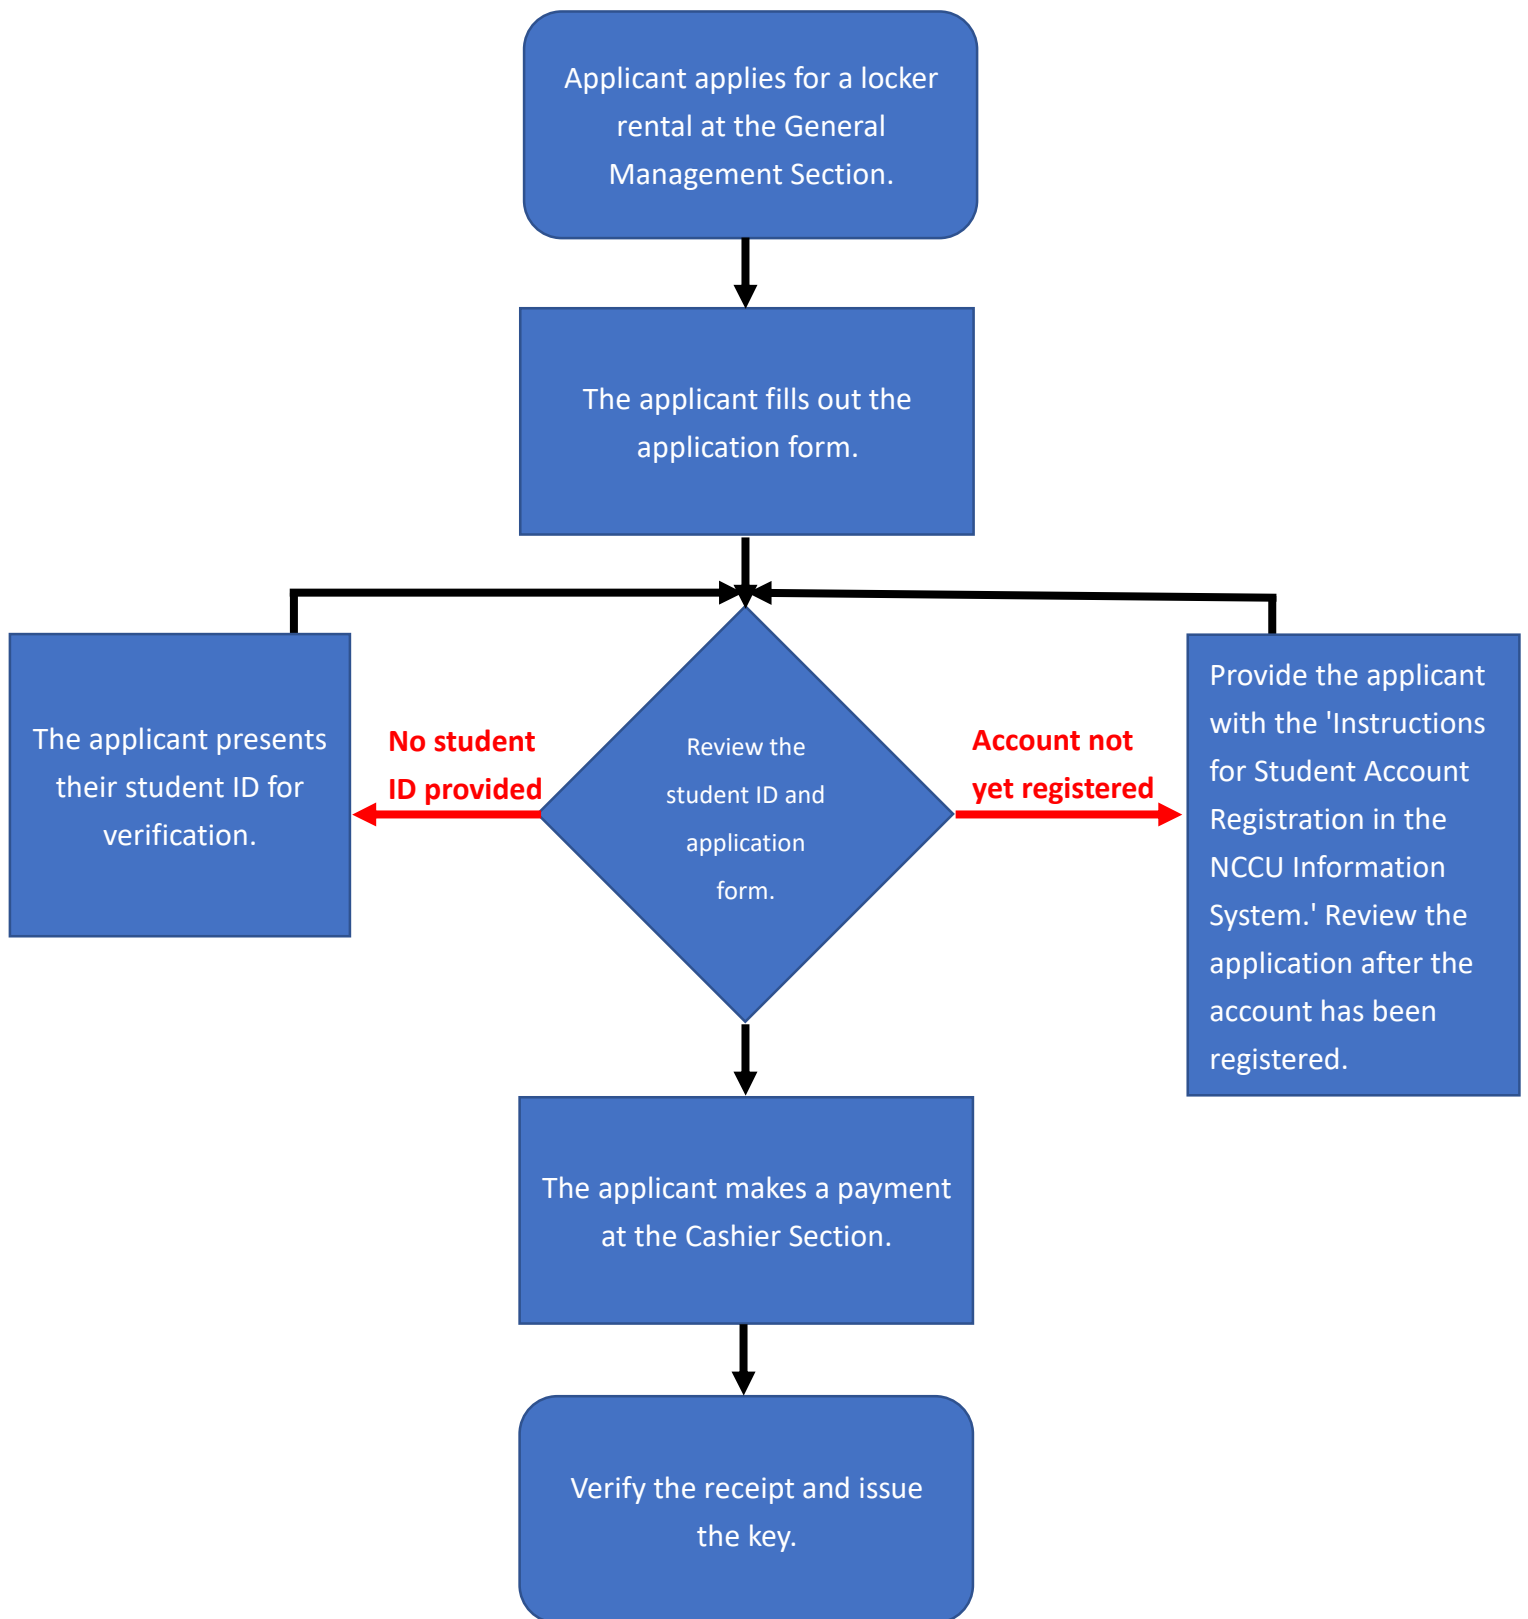 Applicant applies for a locker
rental at the General
Management Section.
The applicant fills out the
application form.
The applicant presents
their student ID for
verification.
No student
ID provided
Review the
student ID and
application
form.
Account not
yet registered
Provide the applicant
with the 'Instructions
for Student Account
Registration in the
NCCU Information
System.' Review the
application after the
account has been
registered.
The applicant makes a payment
at the Cashier Section.
Verify the receipt and issue
the key.